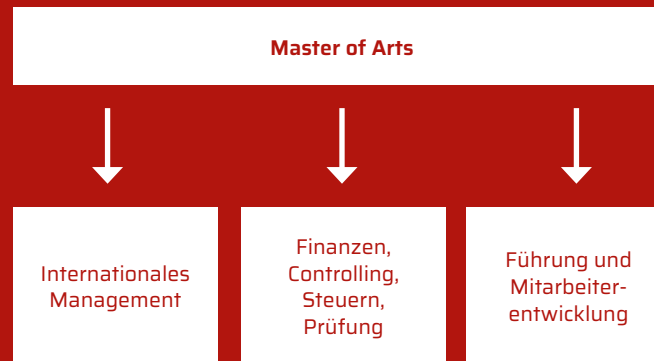 Master of Arts
Internationales
Management
Finanzen,
Controlling,
Steuern,
Prüfung
Führung und
Mitarbeiter-
entwicklung